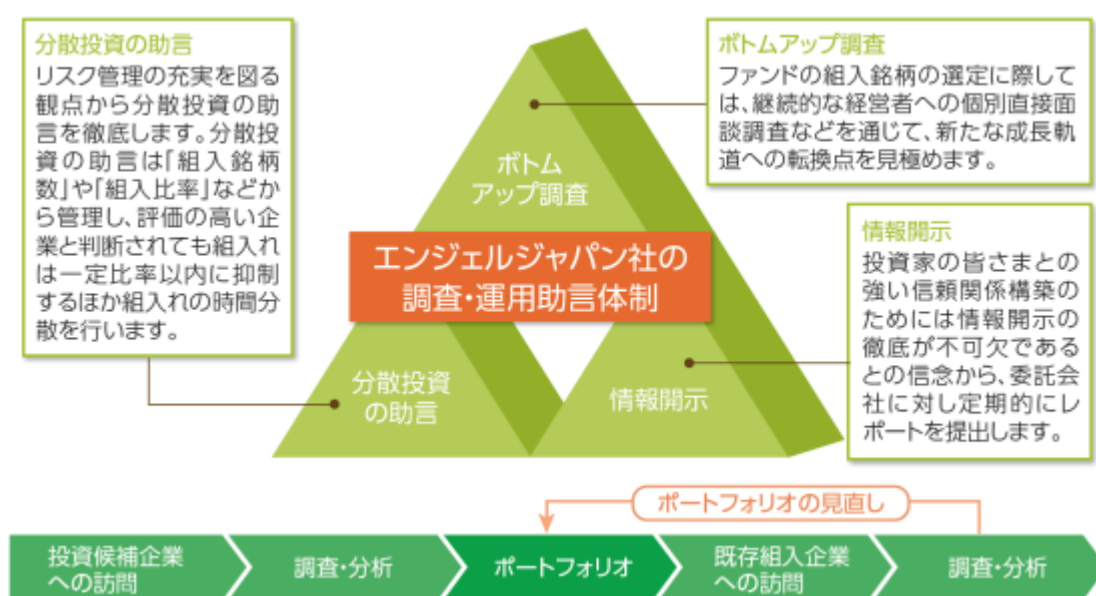 分散投資の助言
リスク管理の充実を図る
観点から分散投資の助
言を徹底します。分散投
資の助言は「組入銘柄
数」や「組入比率」などか
ら管理し、評価の高い企
業と判断されても組入れ
は一定比率以内に抑制
するほか組入れの時間分
散を行います。
ボトムアップ調査
ファンドの組入銘柄の選定に際して
は、継続的な経営者への個別直接面
談調査などを通じて、新たな成長軌
道への転換点を見極めます。
ボトム
アップ調査
エンジェルジャパン社の
調査・運用助言体制
情報開示
投資家の皆さまとの
強い信頼関係構築の
ためには情報開示の
徹底が不可欠である
との信念から、委託会
社に対し定期的にレ
ポートを提出します。
分散投資
の助言
情報開示
ポートフォリオの見直し
投資候補企業
への訪問
調査・分析
ポートフォリオ
既存組入企業
への訪問
調査・分析